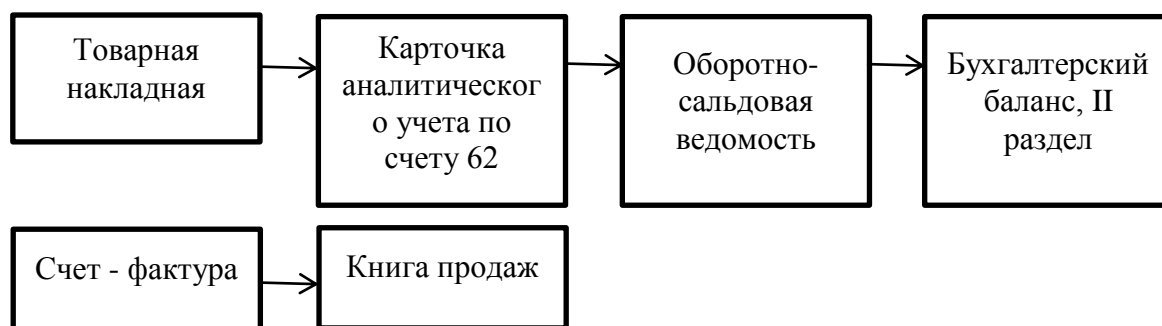 Товарная
накладная
Карточка
аналитическог
о учета по
счету 62
Оборотно-
сальдовая
ведомость
Бухгалтерский
баланс, II
раздел
Счет - фактура
Книга продаж